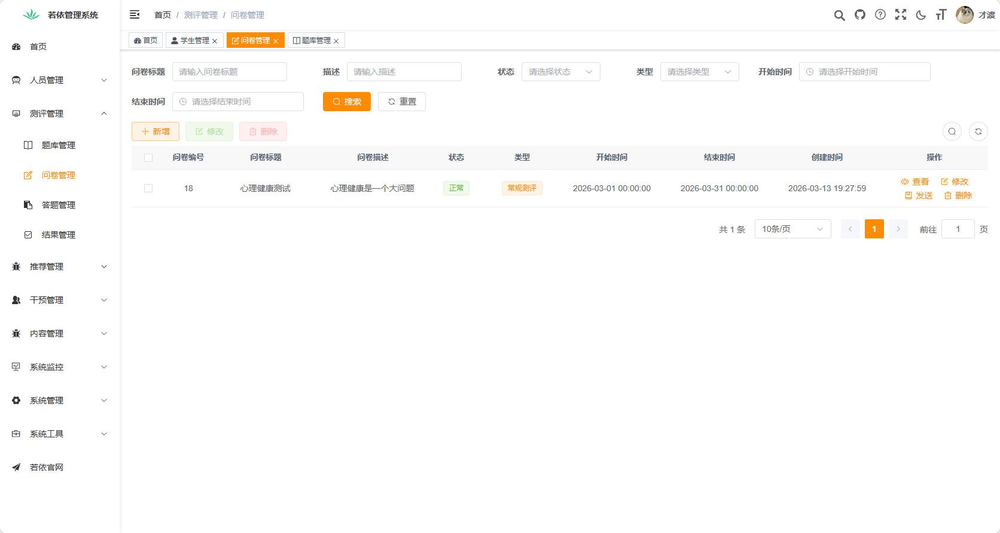 若依管理系统
首页
人员管理
测评管理
题库管理
问卷管理
答题管理
结果管理
推荐管理
干预管理
内容管理
系统监控
系统管理
系统工具
若依官网
首页 / 测评管理 / 问卷管理
才渡
首页 学生管理 问卷管理 题库管理
问卷标题 请输入问卷标题 描述 请输入描述 状态 请选择状态 类型 请选择类型 开始时间 请选择开始时间
结束时间 请选择结束时间 搜索 重置
新增 修改 删除
问卷编号 问卷标题 问卷描述 状态 类型 开始时间 结束时间 创建时间 操作
18 心理健康测试 心理健康是一个大问题 正常 常规测评 2026-03-01 00:00:00 2026-03-31 00:00:00 2026-03-13 19:27:59 查看 修改
发送 删除
共 1 条 10条/页 1 前往 1 页